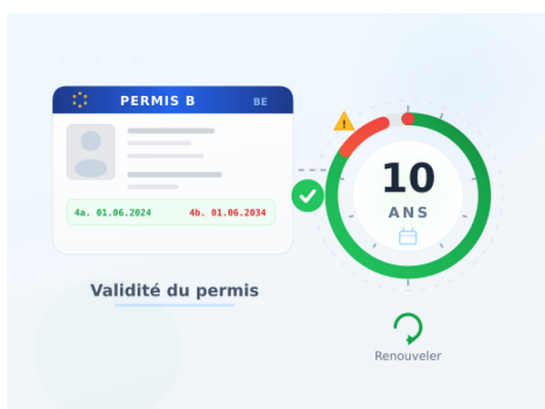 PERMIS B BE
4a. 01.06.2024 4b. 01.06.2034
10
ANS
Validité du permis
Renouveler